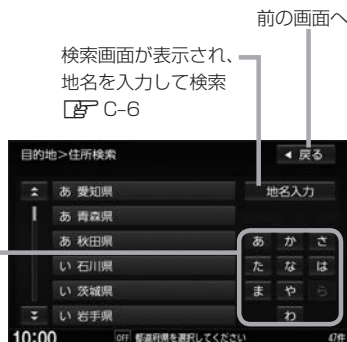 前の画面へ
検索画面が表示され、
地名を入力して検索
C-6
目的地>住所検索
◀ 戻る
あ 愛知県
地名入力
あ 青森県
あ 秋田県
い 石川県
い 茨城県
い 岩手県
あ か さ
た な は
ま や ら
わ
10:00 OFF 都道府県を選択してください 47件